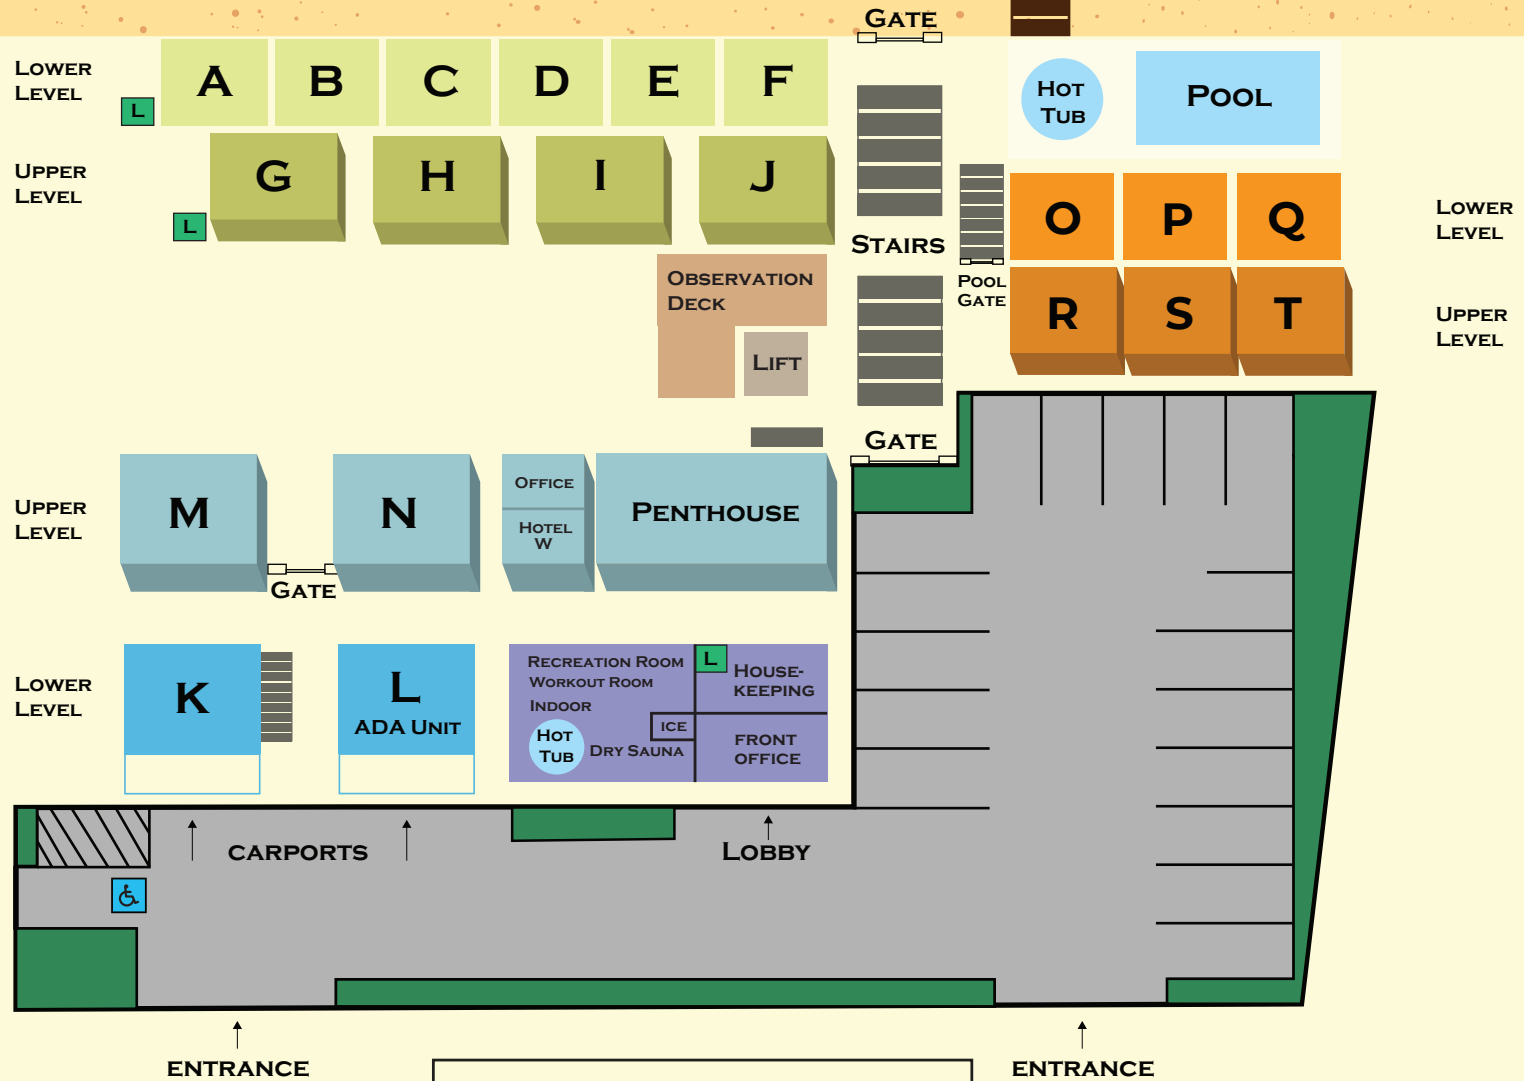 GATE
LOWER
LEVEL
A
B
C
D
E
F
L
HOT
TUB
POOL
UPPER
LEVEL
G
H
I
J
L
STAIRS
O
P
Q
LOWER
LEVEL
OBSERVATION
DECK
LIFT
POOL
GATE
R
S
T
UPPER
LEVEL
GATE
UPPER
LEVEL
M
N
OFFICE
HOTEL
W
PENTHOUSE
GATE
LOWER
LEVEL
K
L
ADA UNIT
RECREATION ROOM
WORKOUT ROOM
INDOOR
HOT
TUB
DRY SAUNA
ICE
L
HOUSE-
KEEPING
FRONT
OFFICE
CARPORTS
LOBBY
ENTRANCE
ENTRANCE